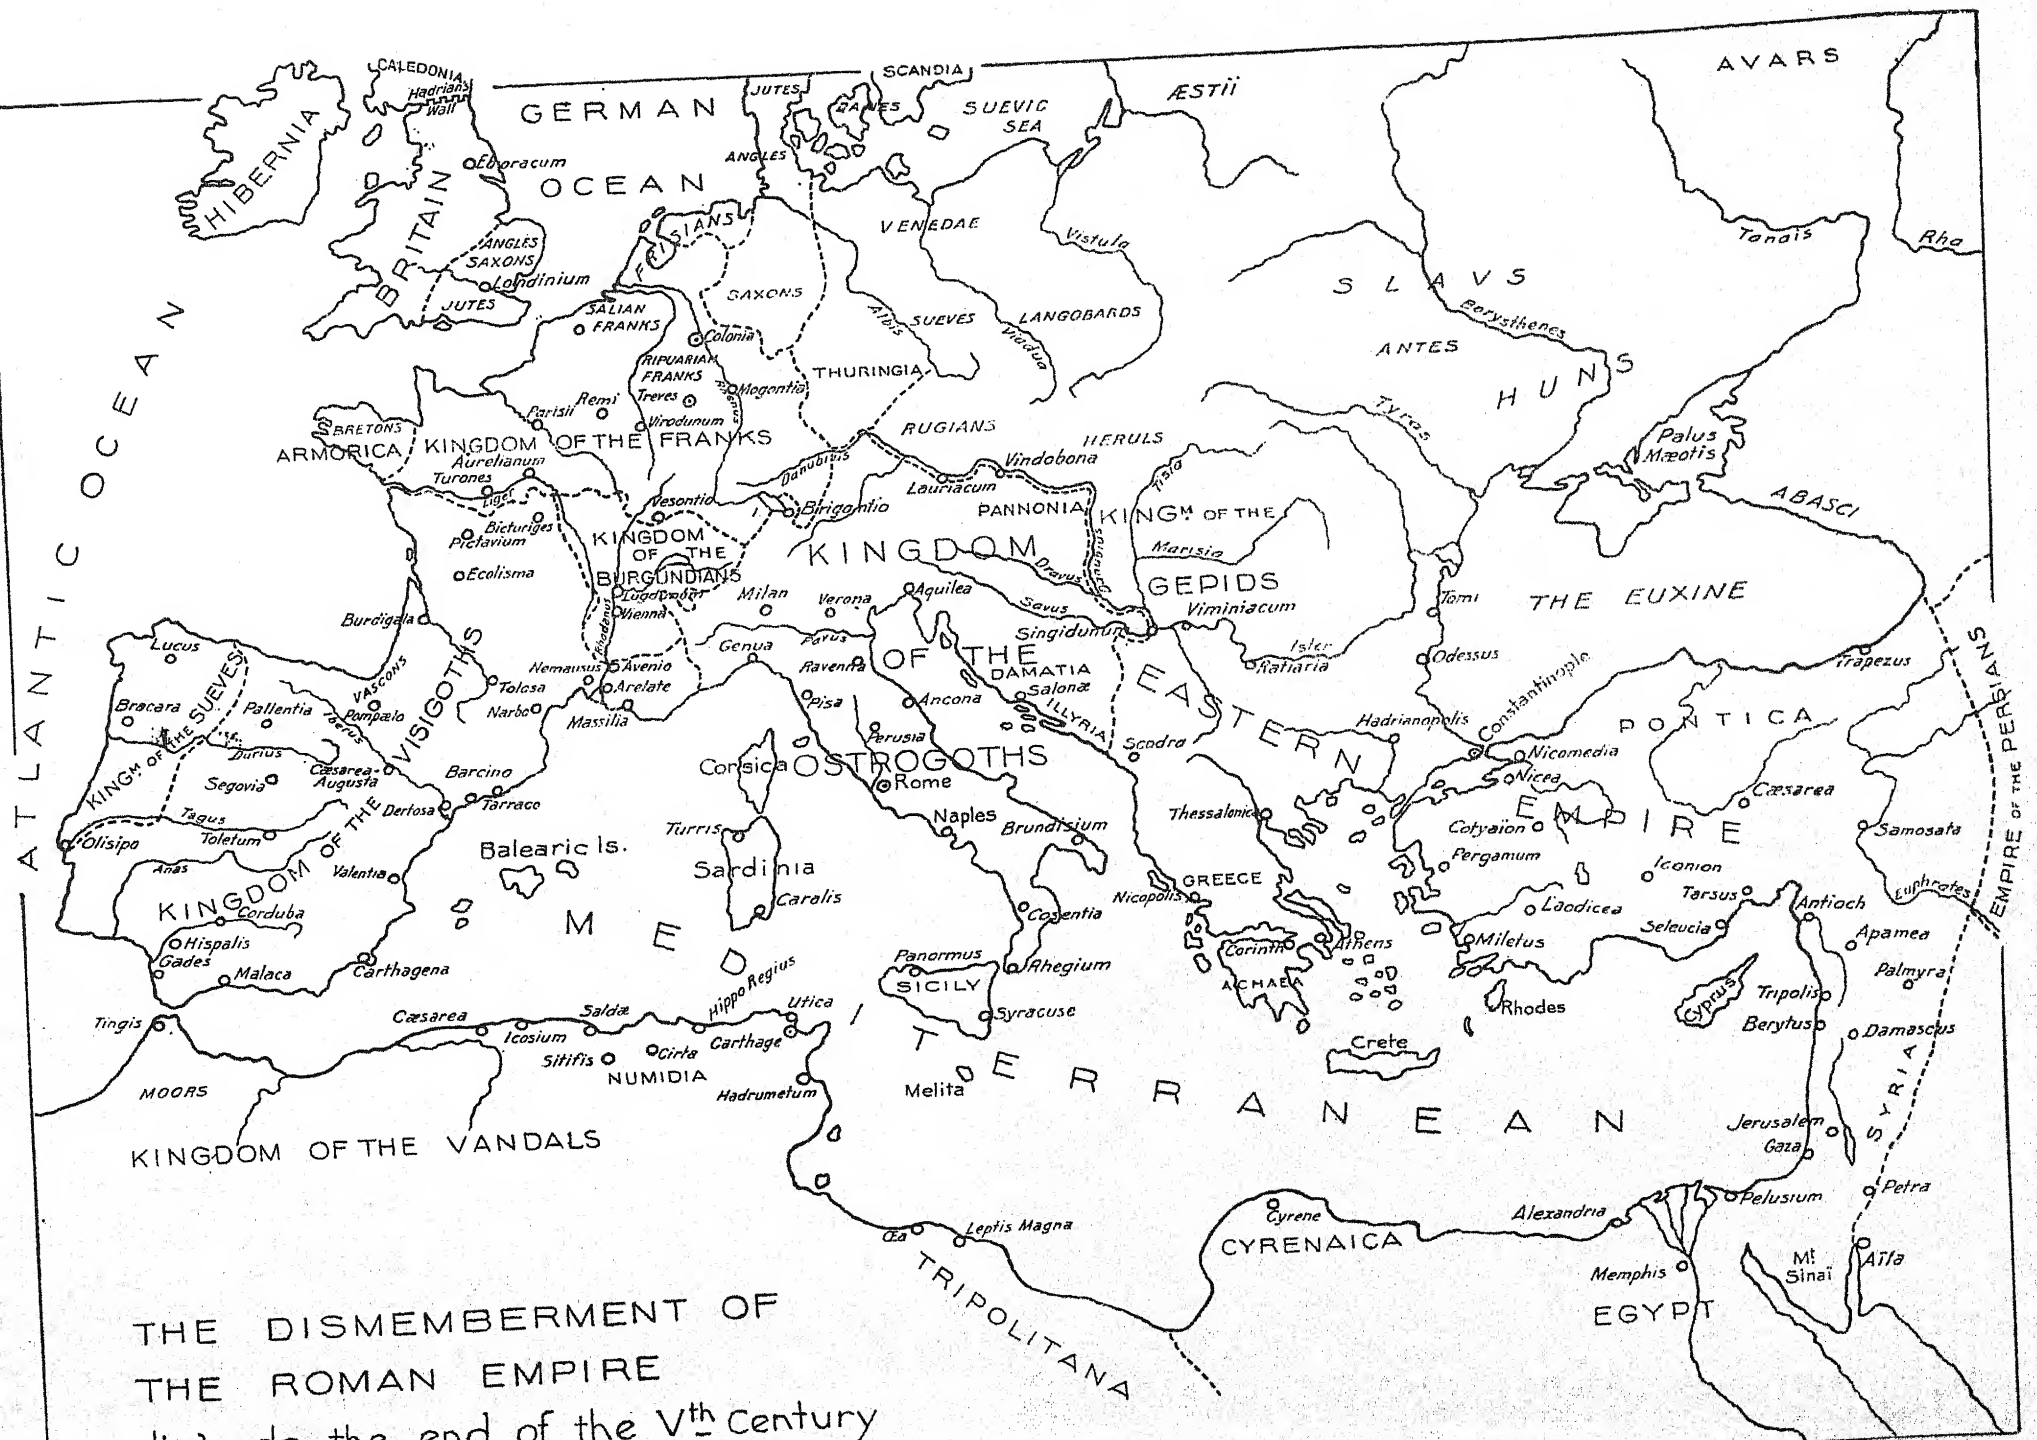 CALEDONIA
Hadrian's
Wall
HIBERNIA
BRITAIN
Eboracum
ANGLES
SAXONS
Londinium
JUTES
GERMAN
OCEAN
JUTES
DANES
SCANDIA
SUEVIC
SEA
ÆSTii
AVARS
ANGLES
FRISIANS
SAXONS
VENEDAE
Vistula
Tanaïs
Rha
SLAVS
Borysthenes
ANTES
HUNS
SALIAN
FRANKS
Colonia
RIPUARIAN
FRANKS
Treves
Mogontia
Virodunum
Remi
Parisii
Albis
SUEVES
Viadua
LANGOBARDS
THURINGIA
RUGIANS
HERULS
Tyras
Palus
Mæotis
ABASCI
BRETONS
ARMORICA
KINGDOM OF THE FRANKS
Aurelianum
Turones
Liger
Bicturiges
Pictavium
Ecolisma
Vesontio
Danubius
Birigantio
Lauriacum
Vindobona
PANNONIA
Tisia
KINGM OF THE
GEPIDS
Marisia
KINGDOM
OF THE
BURGUNDIANS
Lugdunum
Vienna
Rhodanus
KINGDOM
OF THE
OSTROGOTHS
Dravus
Savus
Aquilea
Milan
Verona
Padus
Genua
Ravenna
Singidunum
Viminiacum
Ister
Ratiaria
Tomi
Odessus
THE EUXINE
Trapezus
ATLANTIC OCEAN
Burdigala
Lucus
Bracara
KINGM OF THE SUEVES
Pallentia
VASCONS
Pompælo
Iberus
VISIGOTHS
Tolosa
Narbo
Nemausus
Avenio
Arelate
Massilia
Pisa
Ancona
Perusia
Rome
DAMATIA
Salonæ
ILLYRIA
Scodra
EASTERN
EMPIRE
Hadrianopolis
Constantinople
Nicomedia
Nicea
PONTICA
Durius
Segovia
Cæsarea-
Augusta
Barcino
Tarraco
Dertosa
Tagus
Toletum
Olisipo
Anas
Valentia
KINGDOM OF THE
Corduba
Hispalis
Gades
Malaca
Carthagena
Balearic Is.
Corsica
Turris
Sardinia
Caralis
Naples
Brundisium
Cosentia
Rhegium
Panormus
SICILY
Syracuse
Thessalonica
GREECE
Nicopolis
Corinth
Athens
ACHAEA
Cotyaïon
Cæsarea
Pergamum
Iconion
Laodicea
Miletus
Tarsus
Seleucia
Samosata
Euphrates
EMPIRE OF THE PERSIANS
Antioch
Apamea
Palmyra
Cyprus
Tripolis
Berytus
Damascus
SYRIA
Rhodes
Crete
MEDITERRANEAN
Melita
Tingis
Cæsarea
Icosium
Saldæ
Hippo Regius
Utica
Carthage
Sitifis
Cirta
NUMIDIA
Hadrumetum
MOORS
KINGDOM OF THE VANDALS
Œa
Leptis Magna
TRIPOLITANA
Cyrene
CYRENAICA
Alexandria
Pelusium
Jerusalem
Gaza
Petra
Memphis
EGYPT
Mt
Sinaï
Aïla
THE DISMEMBERMENT OF
THE ROMAN EMPIRE
the end of the Vth Century